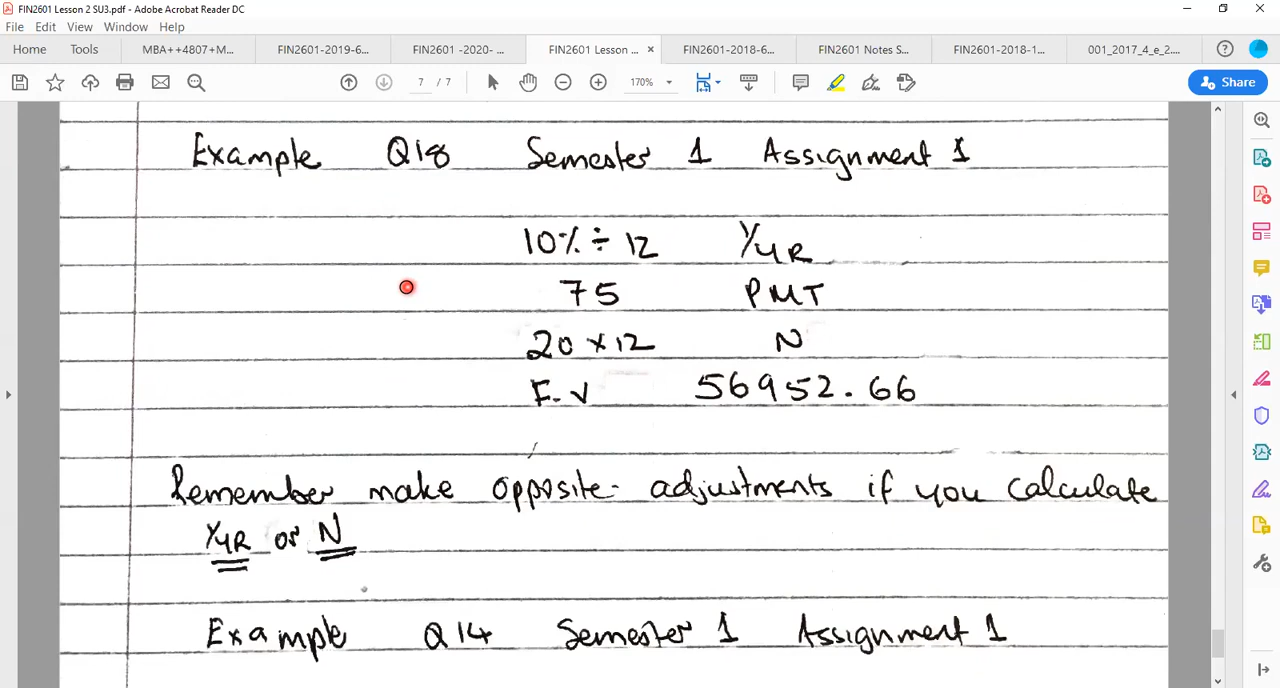 FIN2601 Lesson 2 SU3.pdf - Adobe Acrobat Reader DC
File Edit View Window Help
Home Tools MBA++4807+M... FIN2601-2019-6... FIN2601 -2020- ... FIN2601 Lesson ... × FIN2601-2018-6... FIN2601 Notes S... FIN2601-2018-1... 001_2017_4_e_2....
7 / 7 170% Share
Example Q18 Semester 1 Assignment 1
10% ÷ 12 I/YR
75 PMT
20 × 12 N
F.V 56952.66
Remember make opposite adjustments if you calculate
I/YR or N
Example Q14 Semester 1 Assignment 1